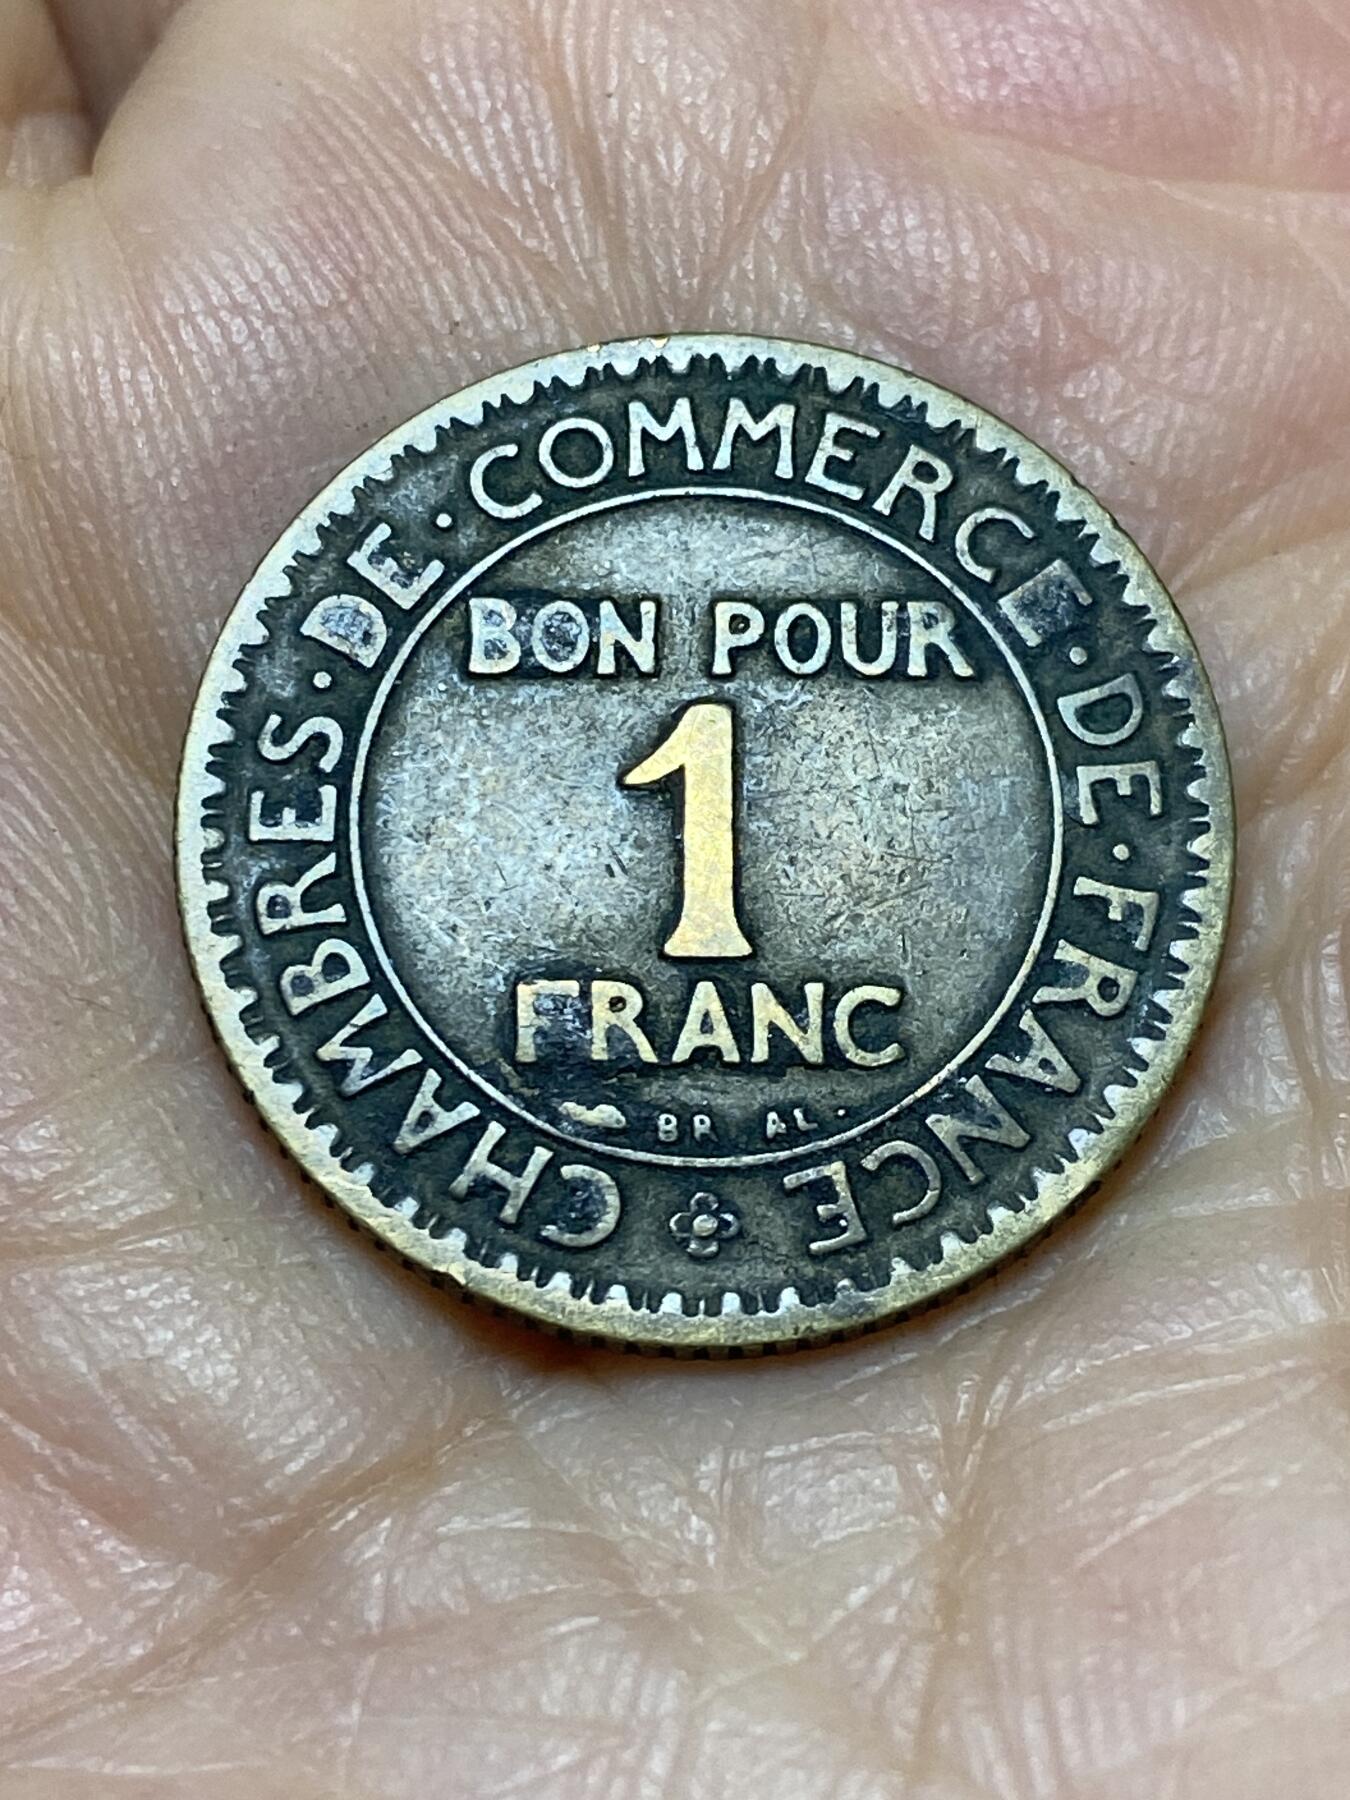 CHAMBRES·DE·COMMERCE·DE·FRANCE
BON POUR
1
FRANC
BR AL·